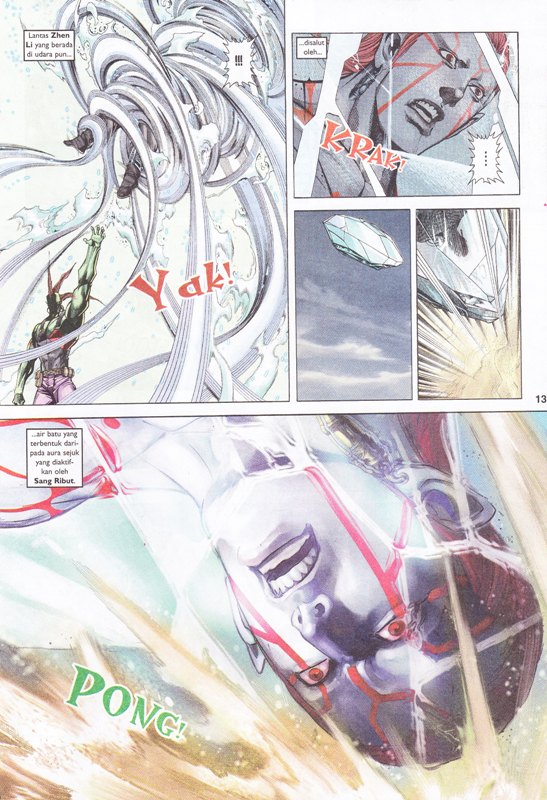 Lantas Zhen
Li yang berada
di udara pun...
!!!
Yak!
...disalut
oleh...
....
KRAK!
13
...air batu yang
terbentuk dari-
pada aura sejuk
yang diaktif-
kan oleh
Sang Ribut.
PONG!